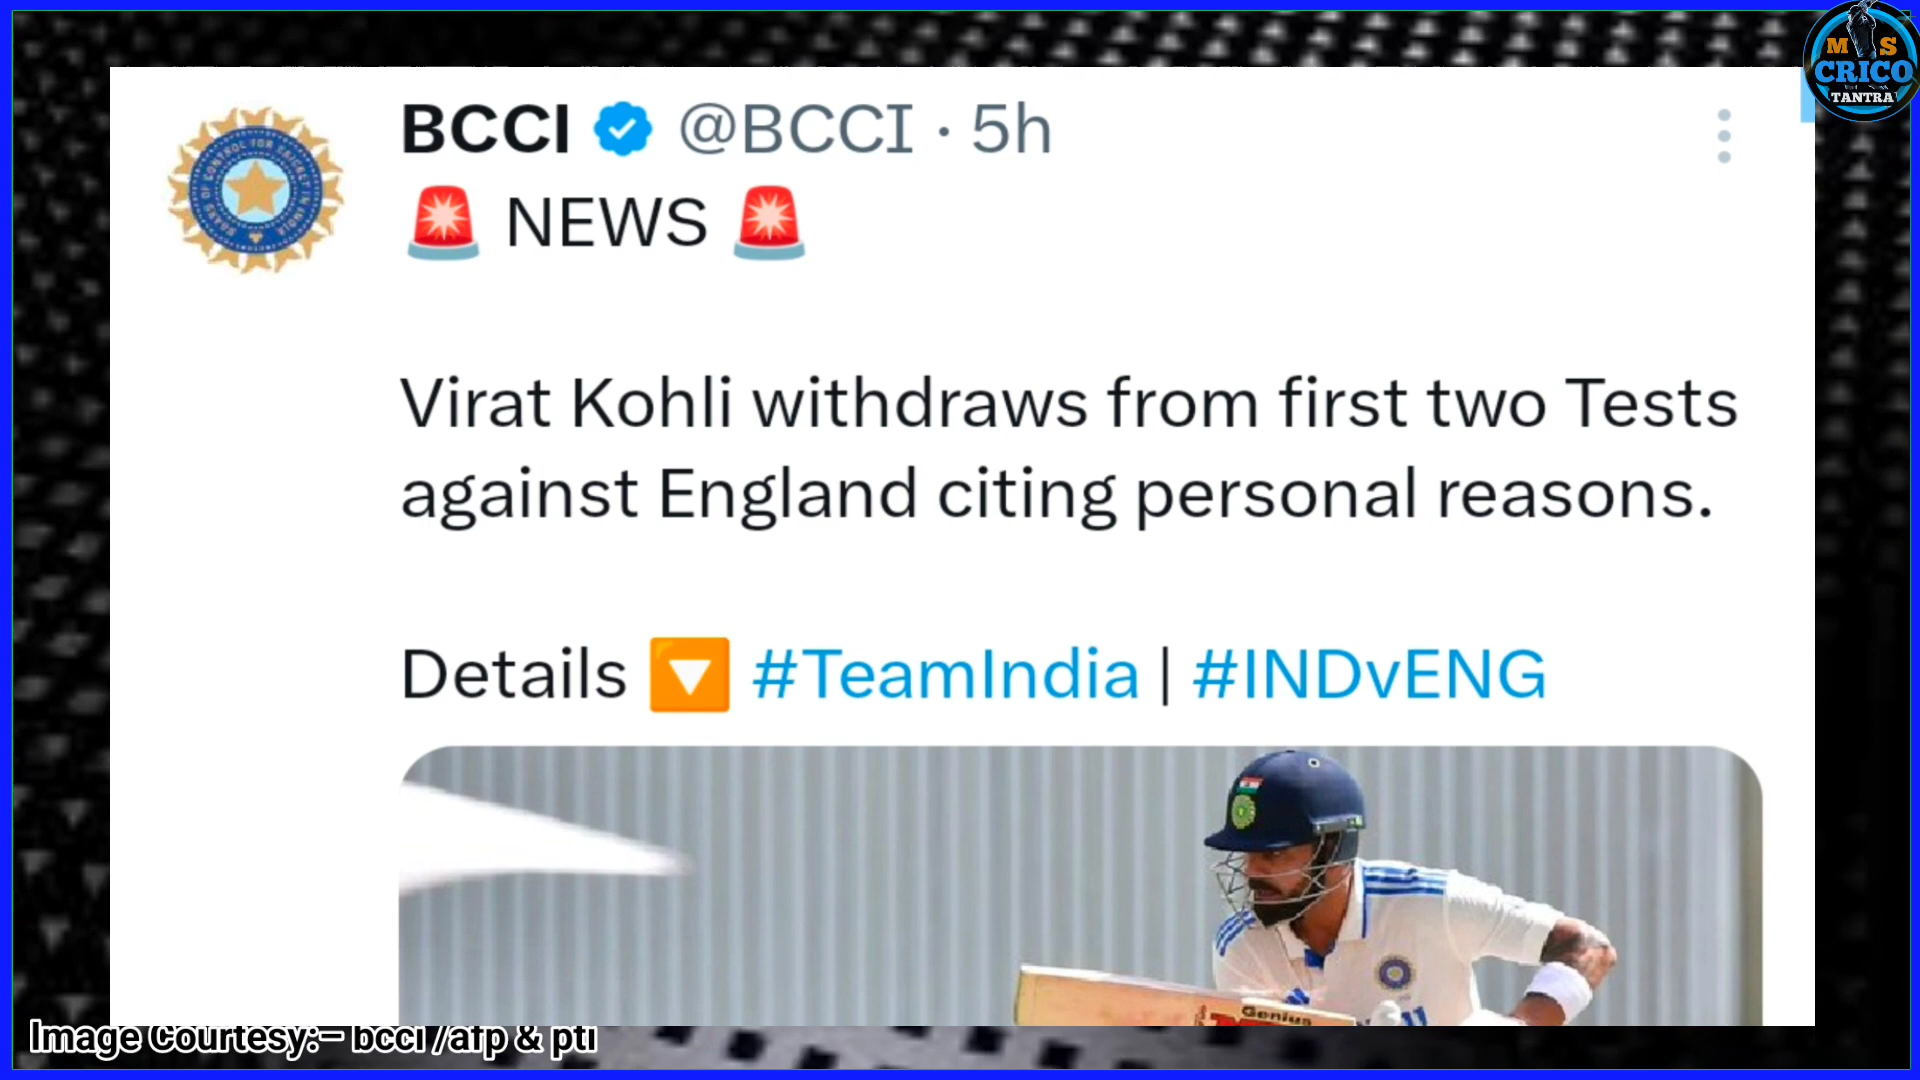 M S
CRICO
TANTRA
BCCI @BCCI · 5h
🚨 NEWS 🚨
Virat Kohli withdraws from first two Tests
against England citing personal reasons.
Details 🔽 #TeamIndia | #INDvENG
Genius
Image Courtesy:– bcci /afp & pti